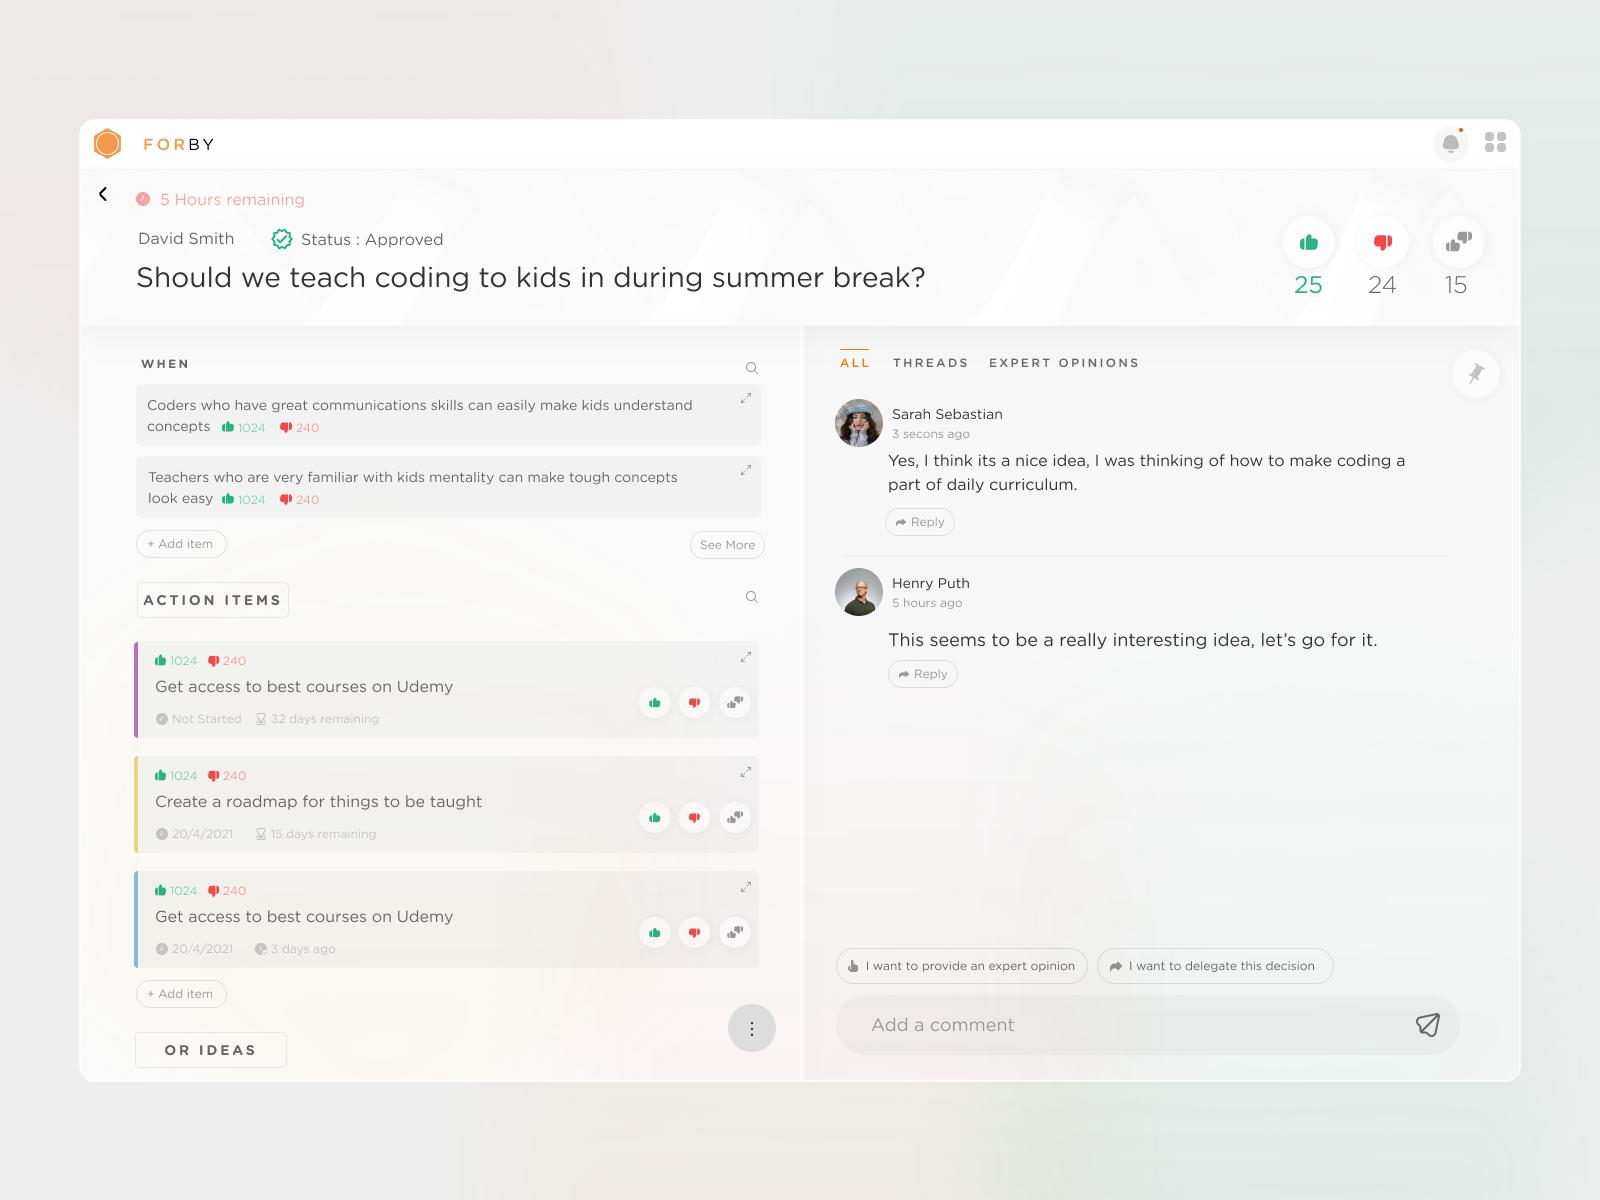 FORBY
5 Hours remaining
David Smith Status : Approved
Should we teach coding to kids in during summer break?
25 24 15
WHEN
Coders who have great communications skills can easily make kids understand
concepts 1024 240
Teachers who are very familiar with kids mentality can make tough concepts
look easy 1024 240
+ Add item See More
ACTION ITEMS
1024 240
Get access to best courses on Udemy
Not Started 32 days remaining
1024 240
Create a roadmap for things to be taught
20/4/2021 15 days remaining
1024 240
Get access to best courses on Udemy
20/4/2021 3 days ago
+ Add item
OR IDEAS
ALL THREADS EXPERT OPINIONS
Sarah Sebastian
3 secons ago
Yes, I think its a nice idea, I was thinking of how to make coding a
part of daily curriculum.
Reply
Henry Puth
5 hours ago
This seems to be a really interesting idea, let’s go for it.
Reply
I want to provide an expert opinion I want to delegate this decision
Add a comment